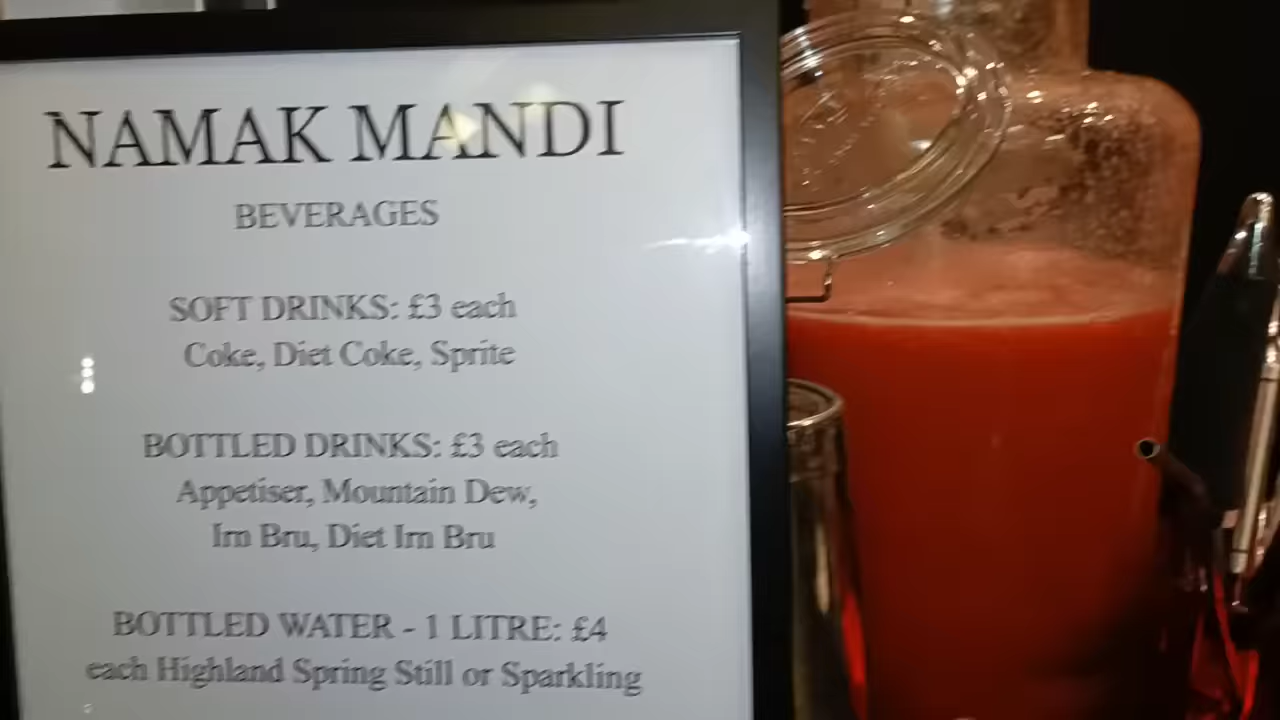 NAMAK MANDI
BEVERAGES
SOFT DRINKS: £3 each
Coke, Diet Coke, Sprite
BOTTLED DRINKS: £3 each
Appetiser, Mountain Dew,
Irn Bru, Diet Irn Bru
BOTTLED WATER - 1 LITRE: £4
each Highland Spring Still or Sparkling